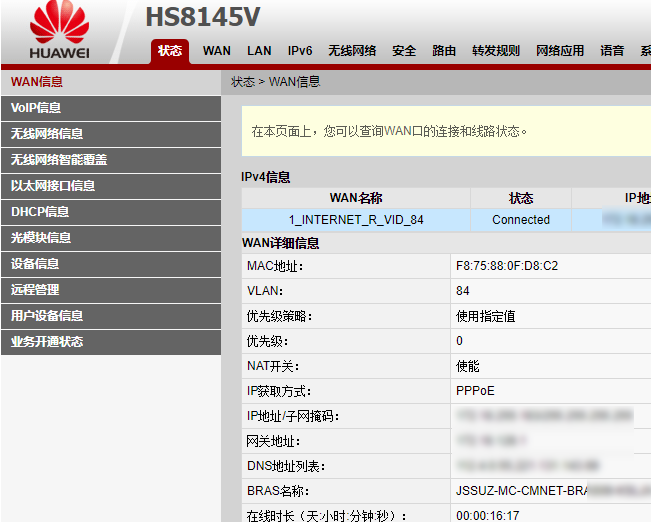 HS8145V
HUAWEI
状态 WAN LAN IPv6 无线网络 安全 路由 转发规则 网络应用 语音
WAN信息
VoIP信息
无线网络信息
无线网络智能覆盖
以太网接口信息
DHCP信息
光模块信息
设备信息
远程管理
用户设备信息
业务开通状态
状态 > WAN信息
在本页面上，您可以查询WAN口的连接和线路状态。
IPv4信息
WAN名称 状态
1_INTERNET_R_VID_84 Connected
WAN详细信息
MAC地址： F8:75:88:0F:D8:C2
VLAN： 84
优先级策略： 使用指定值
优先级： 0
NAT开关： 使能
IP获取方式： PPPoE
IP地址/子网掩码：
网关地址：
DNS地址列表：
BRAS名称： JSSUZ-MC-CMNET-BRA
在线时长（天:小时:分钟:秒）： 00:00:16:17